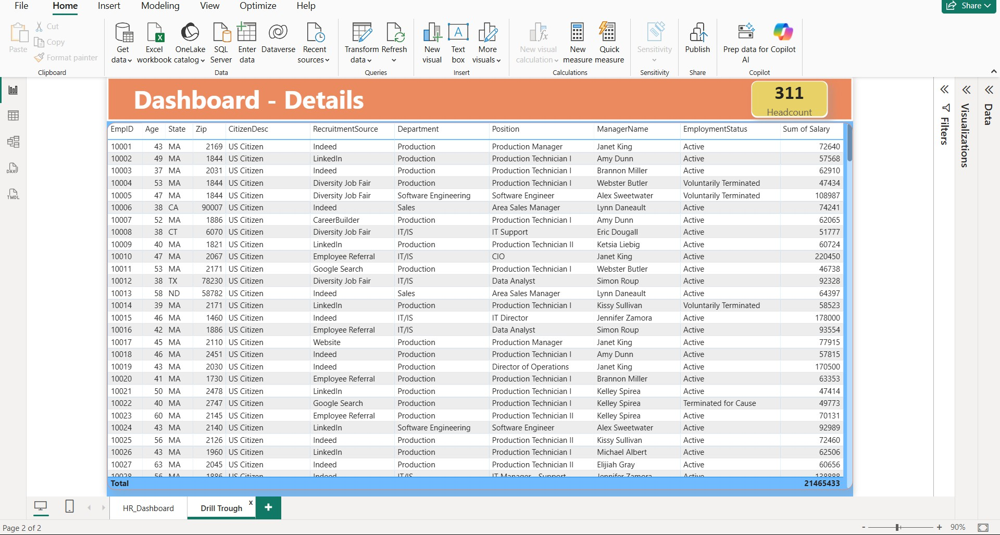 File Home Insert Modeling View Optimize Help Share
Paste Cut Copy Format painter
Get data Excel workbook OneLake catalog SQL Server Enter data Dataverse Recent sources Transform data Refresh New visual Text box More visuals New visual calculation New measure Quick measure Sensitivity Publish Prep data for AI Copilot
Clipboard Data Queries Insert Calculations Sensitivity Share Copilot
Dashboard - Details
311
Headcount
EmpID Age State Zip CitizenDesc RecruitmentSource Department Position ManagerName EmploymentStatus Sum of Salary
10001 43 MA 2169 US Citizen Indeed Production Production Manager Janet King Active 72640
10002 49 MA 1844 US Citizen LinkedIn Production Production Technician I Amy Dunn Active 57568
10003 37 MA 2031 US Citizen Indeed Production Production Technician I Brannon Miller Active 62910
10004 53 MA 1844 US Citizen Diversity Job Fair Production Production Technician I Webster Butler Voluntarily Terminated 47434
10005 47 MA 1844 US Citizen Diversity Job Fair Software Engineering Software Engineer Alex Sweetwater Voluntarily Terminated 108987
10006 38 CA 90007 US Citizen Indeed Sales Area Sales Manager Lynn Daneault Active 74241
10007 52 MA 1886 US Citizen CareerBuilder Production Production Technician I Amy Dunn Active 62065
10008 38 CT 6070 US Citizen Diversity Job Fair IT/IS IT Support Eric Dougall Active 51777
10009 40 MA 1821 US Citizen LinkedIn Production Production Technician II Ketsia Liebig Active 60724
10010 47 MA 2067 US Citizen Employee Referral IT/IS CIO Janet King Active 220450
10011 53 MA 2171 US Citizen Google Search Production Production Technician I Webster Butler Active 46738
10012 38 TX 78230 US Citizen Diversity Job Fair IT/IS Data Analyst Simon Roup Active 92328
10013 58 ND 58782 US Citizen Indeed Sales Area Sales Manager Lynn Daneault Active 64397
10014 39 MA 2171 US Citizen LinkedIn Production Production Technician I Kissy Sullivan Voluntarily Terminated 58523
10015 46 MA 1460 US Citizen Indeed IT/IS IT Director Jennifer Zamora Active 178000
10016 42 MA 1886 US Citizen Employee Referral IT/IS Data Analyst Simon Roup Active 93554
10017 45 MA 2110 US Citizen Website Production Production Manager Janet King Active 77915
10018 46 MA 2451 US Citizen Indeed Production Production Technician I Amy Dunn Active 57815
10019 43 MA 2030 US Citizen Indeed Production Director of Operations Janet King Active 170500
10020 41 MA 1730 US Citizen Employee Referral Production Production Technician I Brannon Miller Active 63353
10021 50 MA 2478 US Citizen LinkedIn Production Production Technician I Kelley Spirea Active 47414
10022 40 MA 2747 US Citizen Google Search Production Production Technician I Kelley Spirea Terminated for Cause 49773
10023 60 MA 2145 US Citizen Employee Referral Production Production Technician II Kelley Spirea Active 70131
10024 43 MA 2140 US Citizen LinkedIn Software Engineering Software Engineer Alex Sweetwater Active 92989
10025 56 MA 2126 US Citizen Indeed Production Production Technician II Kissy Sullivan Active 72460
10026 43 MA 1960 US Citizen LinkedIn Production Production Technician I Michael Albert Active 62506
10027 63 MA 2045 US Citizen Indeed Production Production Technician II Elijiah Gray Active 60656
10028 56 MA 1886 US Citizen Indeed IT/IS IT Manager - Support Jennifer Zamora Active 138888
Total 21465433
DAX
TMDL
Filters
Visualizations
Data
HR_Dashboard Drill Trough x +
Page 2 of 2 - + 90%